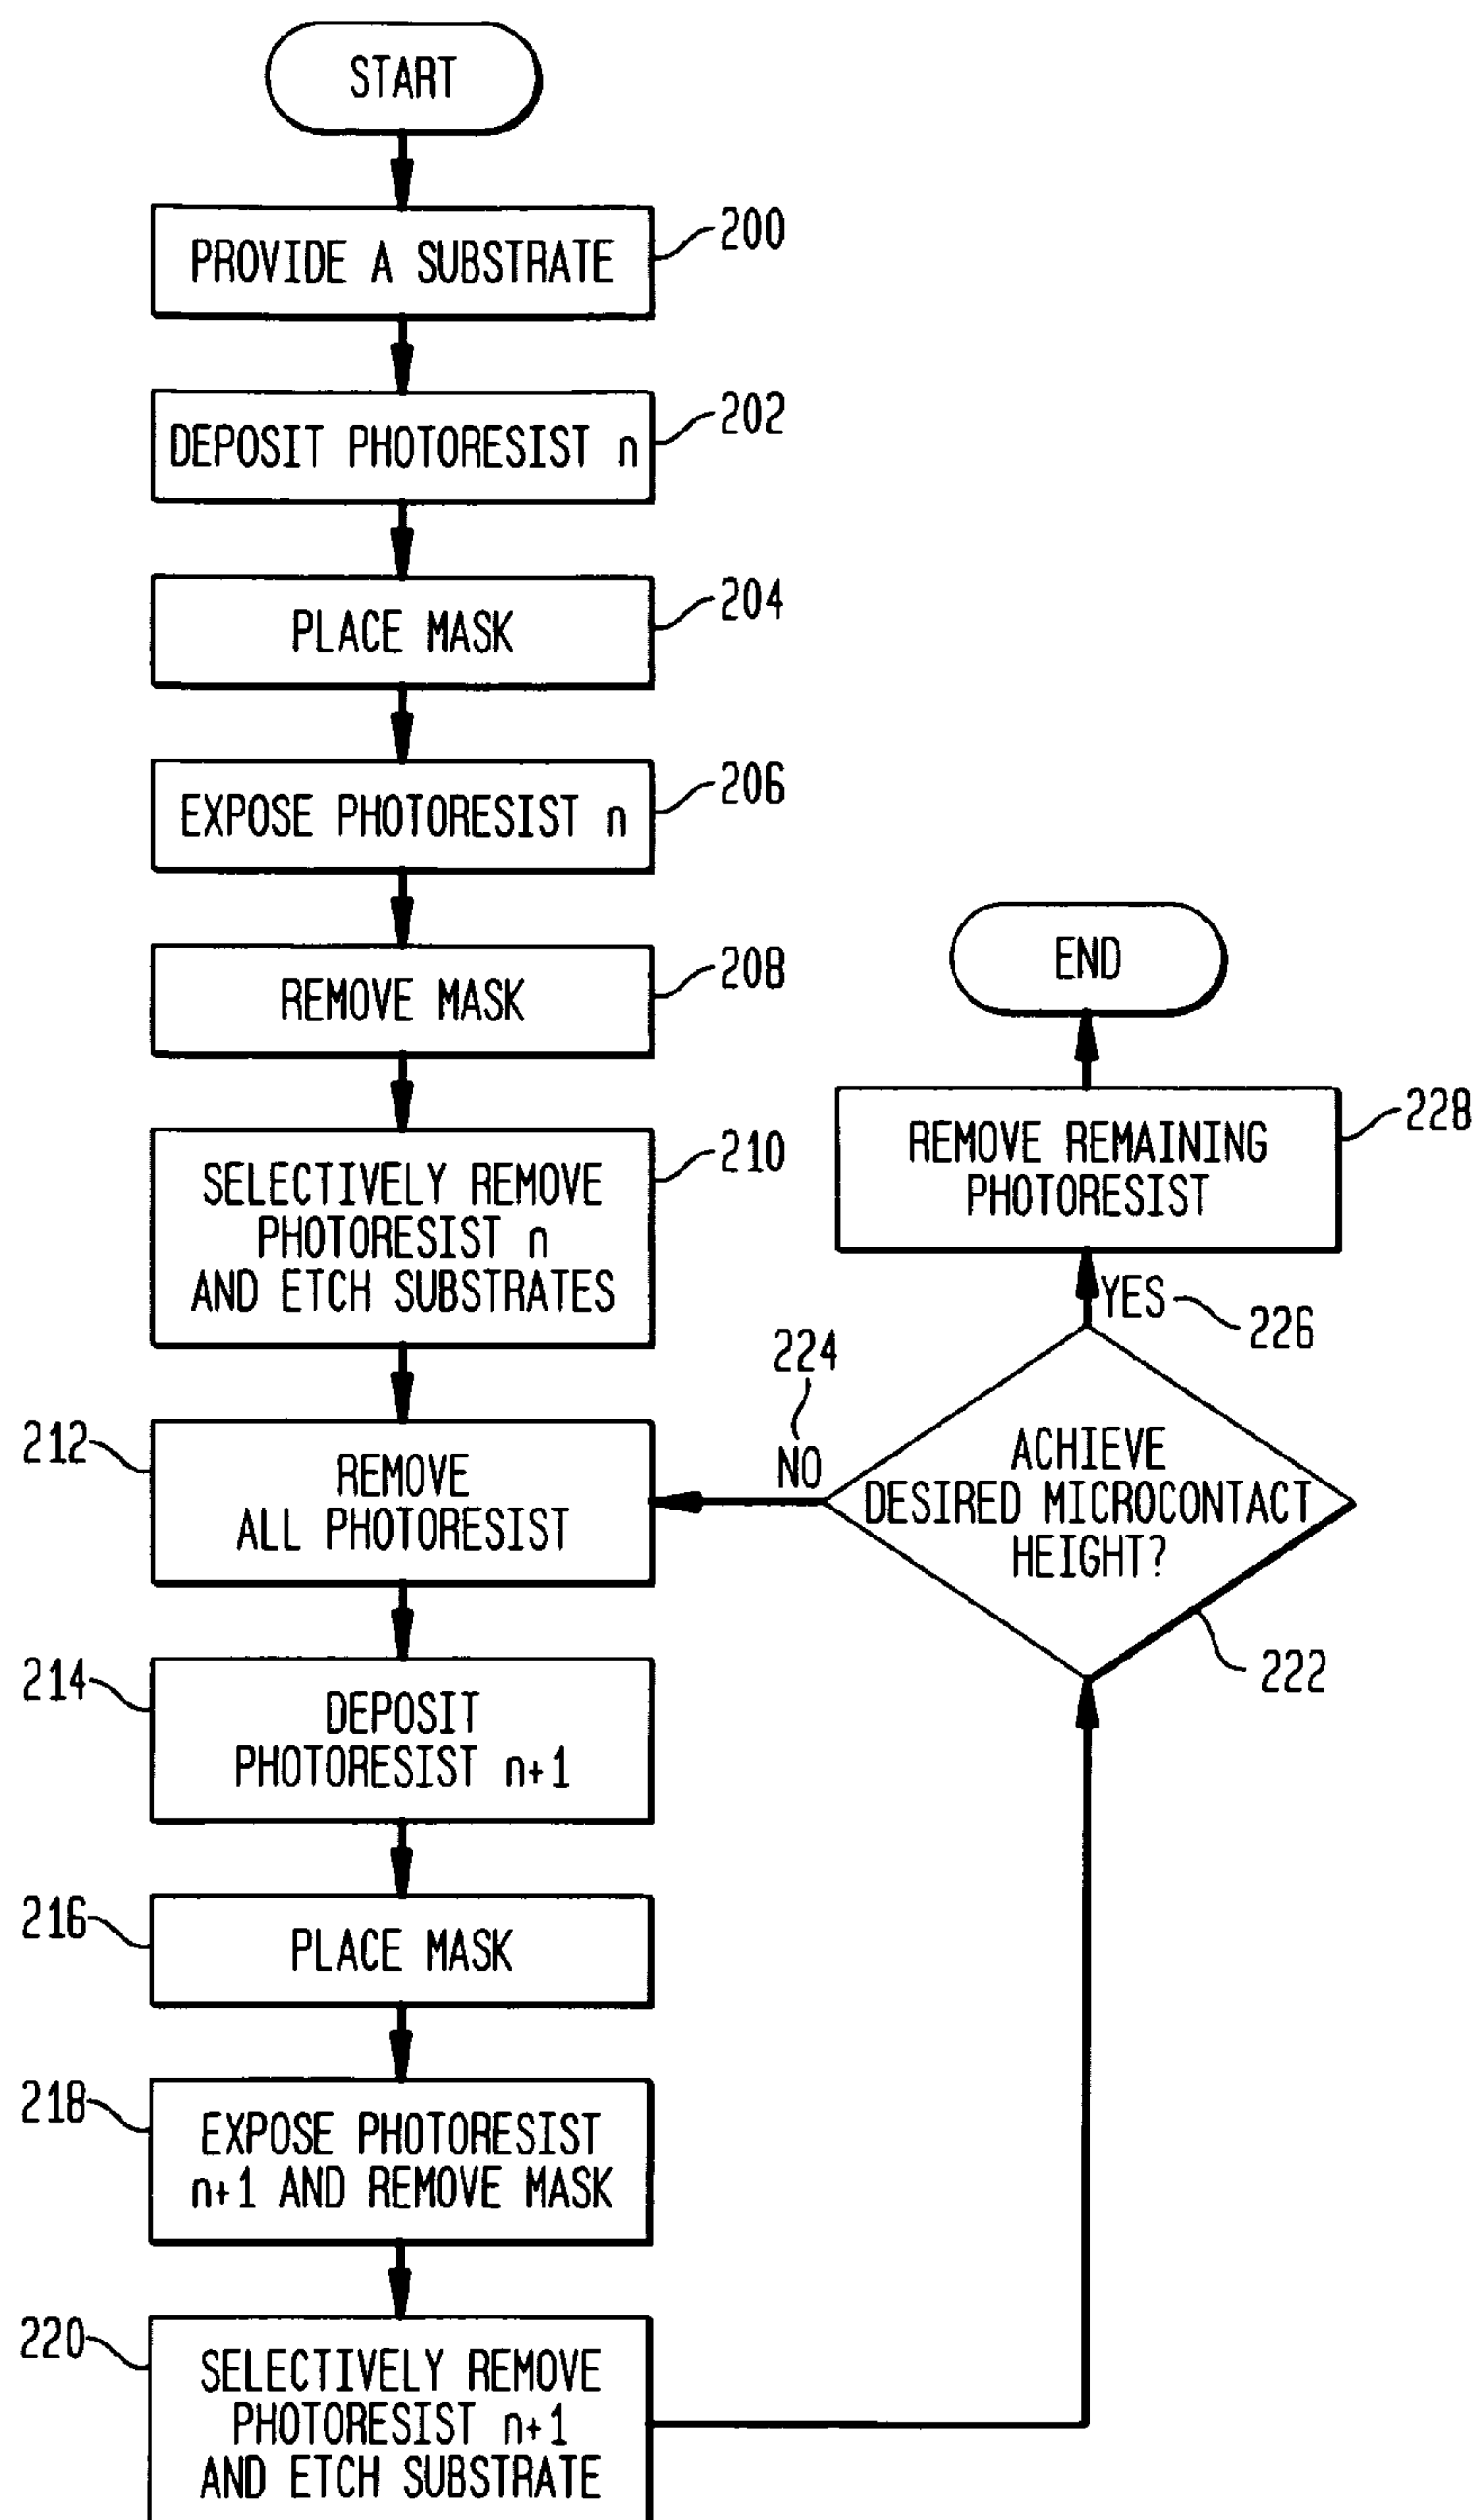 START
PROVIDE A SUBSTRATE
200
DEPOSIT PHOTORESIST n
202
PLACE MASK
204
EXPOSE PHOTORESIST n
206
REMOVE MASK
208
SELECTIVELY REMOVE
PHOTORESIST n
AND ETCH SUBSTRATES
210
212
REMOVE
ALL PHOTORESIST
214
DEPOSIT
PHOTORESIST n+1
216
PLACE MASK
218
EXPOSE PHOTORESIST
n+1 AND REMOVE MASK
220
SELECTIVELY REMOVE
PHOTORESIST n+1
AND ETCH SUBSTRATE
ACHIEVE
DESIRED MICROCONTACT
HEIGHT?
222
NO
224
YES
226
REMOVE REMAINING
PHOTORESIST
228
END